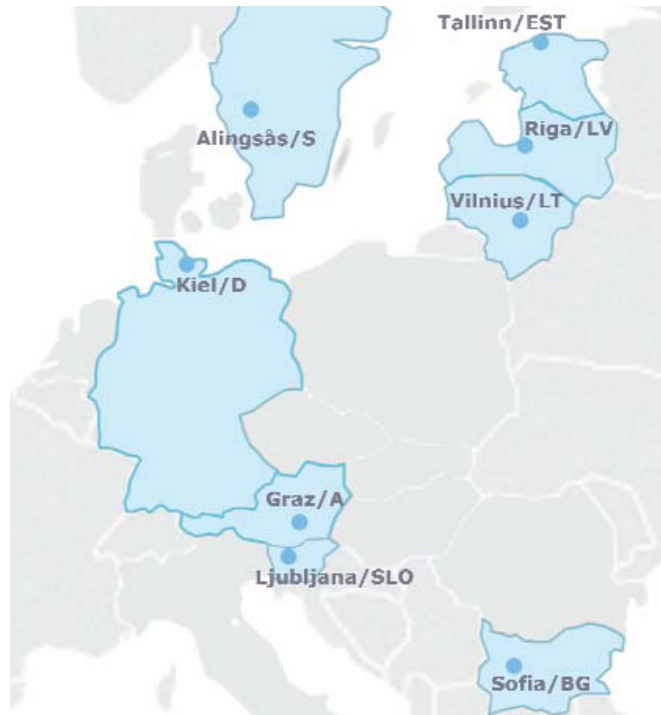 Tallinn/EST
Riga/LV
Alingsås/S
Vilnius/LT
Kiel/D
Graz/A
Ljubljana/SLO
Sofia/BG